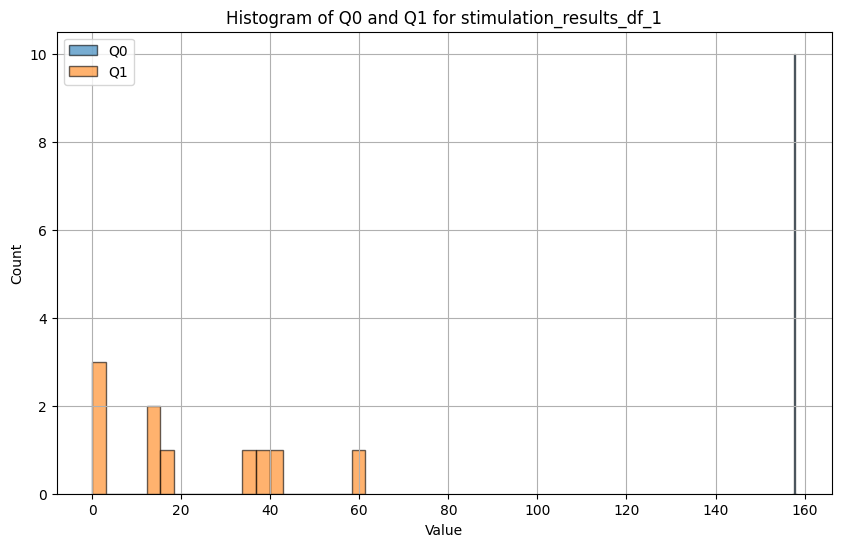 Histogram of Q0 and Q1 for stimulation_results_df_1
Q0
Q1
Count
10
8
6
4
2
0
0 20 40 60 80 100 120 140 160
Value